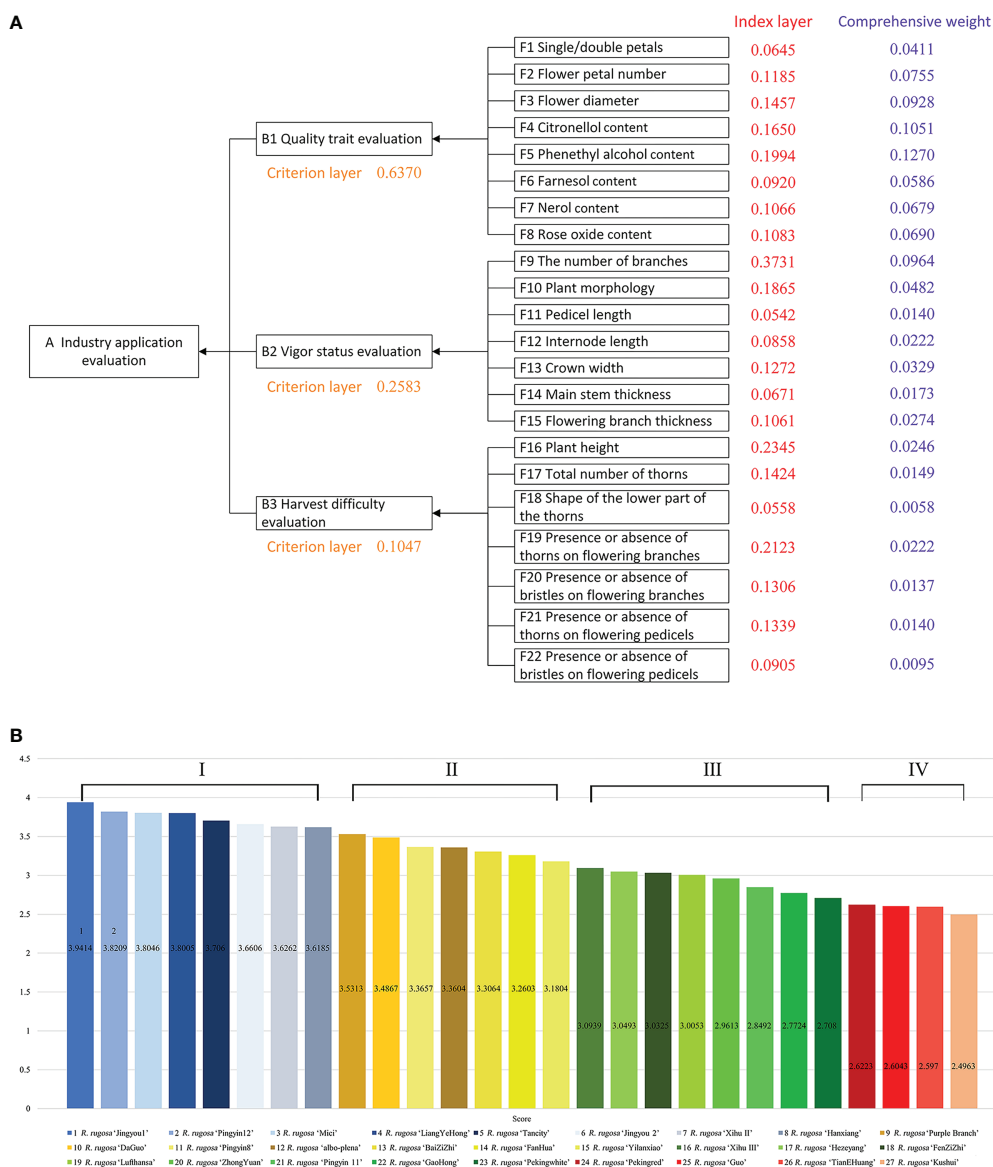 A
Index layer Comprehensive weight
F1 Single/double petals 0.0645 0.0411
F2 Flower petal number 0.1185 0.0755
F3 Flower diameter 0.1457 0.0928
B1 Quality trait evaluation
F4 Citronellol content 0.1650 0.1051
F5 Phenethyl alcohol content 0.1994 0.1270
Criterion layer 0.6370
F6 Farnesol content 0.0920 0.0586
F7 Nerol content 0.1066 0.0679
F8 Rose oxide content 0.1083 0.0690
F9 The number of branches 0.3731 0.0964
F10 Plant morphology 0.1865 0.0482
F11 Pedicel length 0.0542 0.0140
A Industry application
evaluation
B2 Vigor status evaluation
F12 Internode length 0.0858 0.0222
F13 Crown width 0.1272 0.0329
Criterion layer 0.2583
F14 Main stem thickness 0.0671 0.0173
F15 Flowering branch thickness 0.1061 0.0274
F16 Plant height 0.2345 0.0246
F17 Total number of thorns 0.1424 0.0149
B3 Harvest difficulty
evaluation
F18 Shape of the lower part of
the thorns 0.0558 0.0058
Criterion layer 0.1047
F19 Presence or absence of
thorns on flowering branches 0.2123 0.0222
F20 Presence or absence of
bristles on flowering branches 0.1306 0.0137
F21 Presence or absence of
thorns on flowering pedicels 0.1339 0.0140
F22 Presence or absence of
bristles on flowering pedicels 0.0905 0.0095
B
4.5
I II III IV
4
3.5
3
2.5
1 2
2
3.9414 3.8209 3.8046 3.8005 3.706 3.6606 3.6262 3.6185
1.5
3.5313 3.4867 3.3657 3.3604 3.3064 3.2603 3.1804
1
3.0939 3.0493 3.0325 3.0053 2.9613 2.8492 2.7724 2.708
0.5
2.6223 2.6043 2.597 2.4963
0
Score
1 R. rugosa 'Jingyou1' 2 R. rugosa 'Pingyin12' 3 R. rugosa 'Mici' 4 R. rugosa 'LiangYeHong' 5 R. rugosa 'Tancity' 6 R. rugosa 'Jingyou 2' 7 R. rugosa 'Xihu II' 8 R. rugosa 'Hanxiang' 9 R. rugosa 'Purple Branch'
10 R. rugosa 'DaGuo' 11 R. rugosa 'Pingyin8' 12 R. rugosa 'albo-plena' 13 R. rugosa 'BaiZiZhi' 14 R. rugosa 'FanHua' 15 R. rugosa 'Yilanxiao' 16 R. rugosa 'Xihu III' 17 R. rugosa 'Hezeyang' 18 R. rugosa 'FenZiZhi'
19 R. rugosa 'Lufthansa' 20 R. rugosa 'ZhongYuan' 21 R. rugosa 'Pingyin 11' 22 R. rugosa 'GaoHong' 23 R. rugosa 'Pekingwhite' 24 R. rugosa 'Pekingred' 25 R. rugosa 'Guo' 26 R. rugosa 'TianEHuang' 27 R. rugosa 'Kushui'